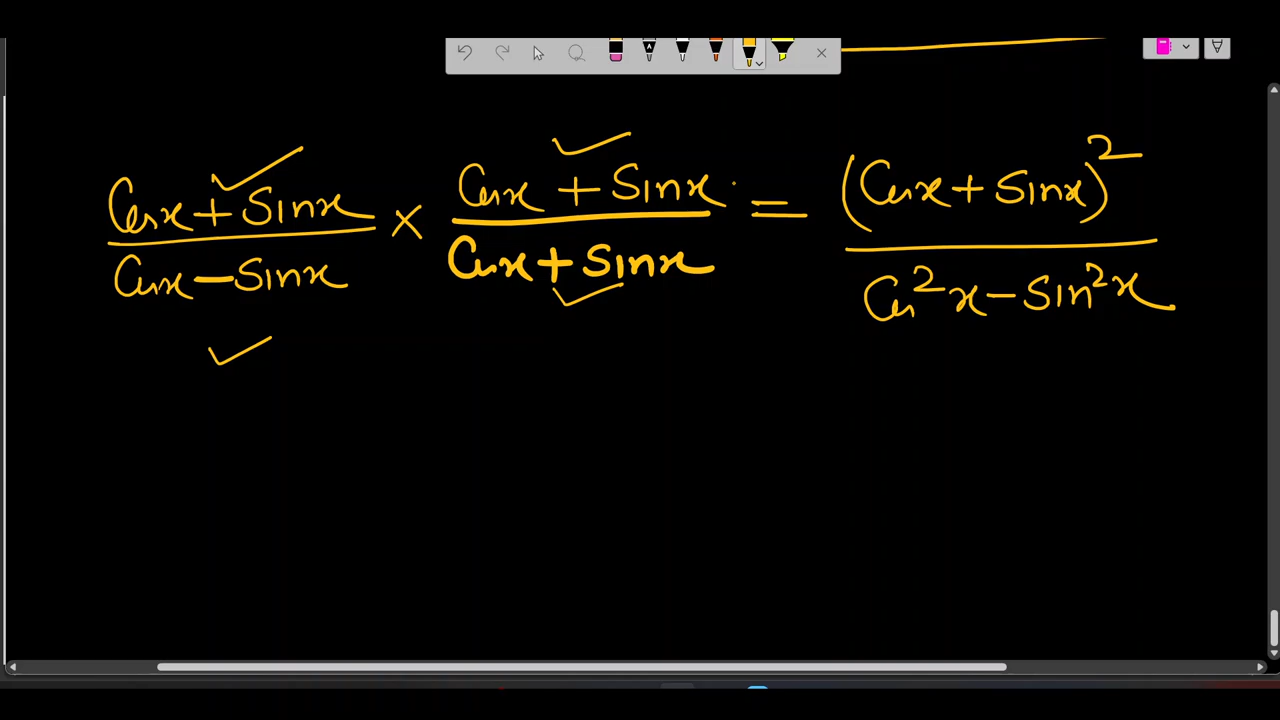 Cosx + Sinx / Cosx − Sinx × Cosx + Sinx / Cosx + Sinx = (Cosx + Sinx)² / Cos²x − Sin²x